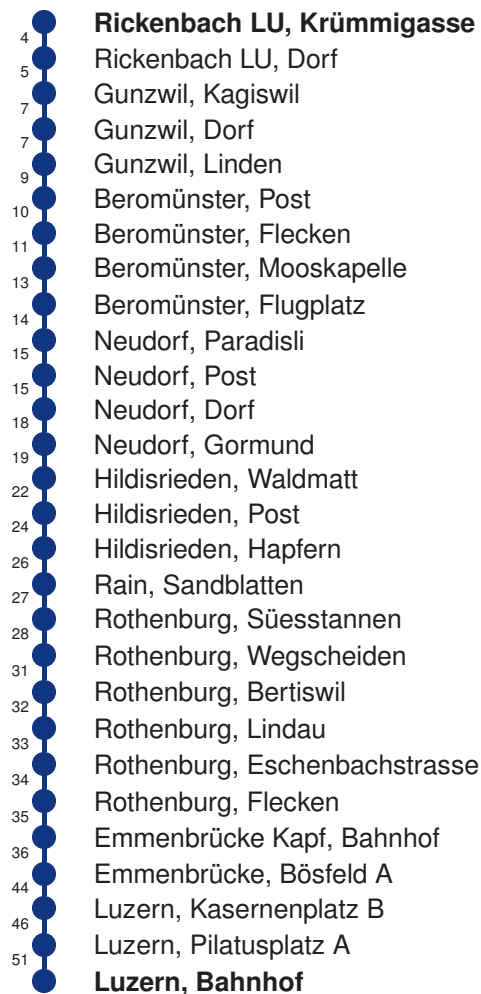 Rickenbach LU, Krümmigasse
4
Rickenbach LU, Dorf
5
Gunzwil, Kagiswil
7
Gunzwil, Dorf
7
Gunzwil, Linden
9
Beromünster, Post
10
Beromünster, Flecken
11
Beromünster, Mooskapelle
13
Beromünster, Flugplatz
14
Neudorf, Paradisli
15
Neudorf, Post
15
Neudorf, Dorf
18
Neudorf, Gormund
19
Hildisrieden, Waldmatt
22
Hildisrieden, Post
24
Hildisrieden, Hapfern
26
Rain, Sandblatten
27
Rothenburg, Süesstannen
28
Rothenburg, Wegscheiden
31
Rothenburg, Bertiswil
32
Rothenburg, Lindau
33
Rothenburg, Eschenbachstrasse
34
Rothenburg, Flecken
35
Emmenbrücke Kapf, Bahnhof
36
Emmenbrücke, Bösfeld A
44
Luzern, Kasernenplatz B
46
Luzern, Pilatusplatz A
51
Luzern, Bahnhof